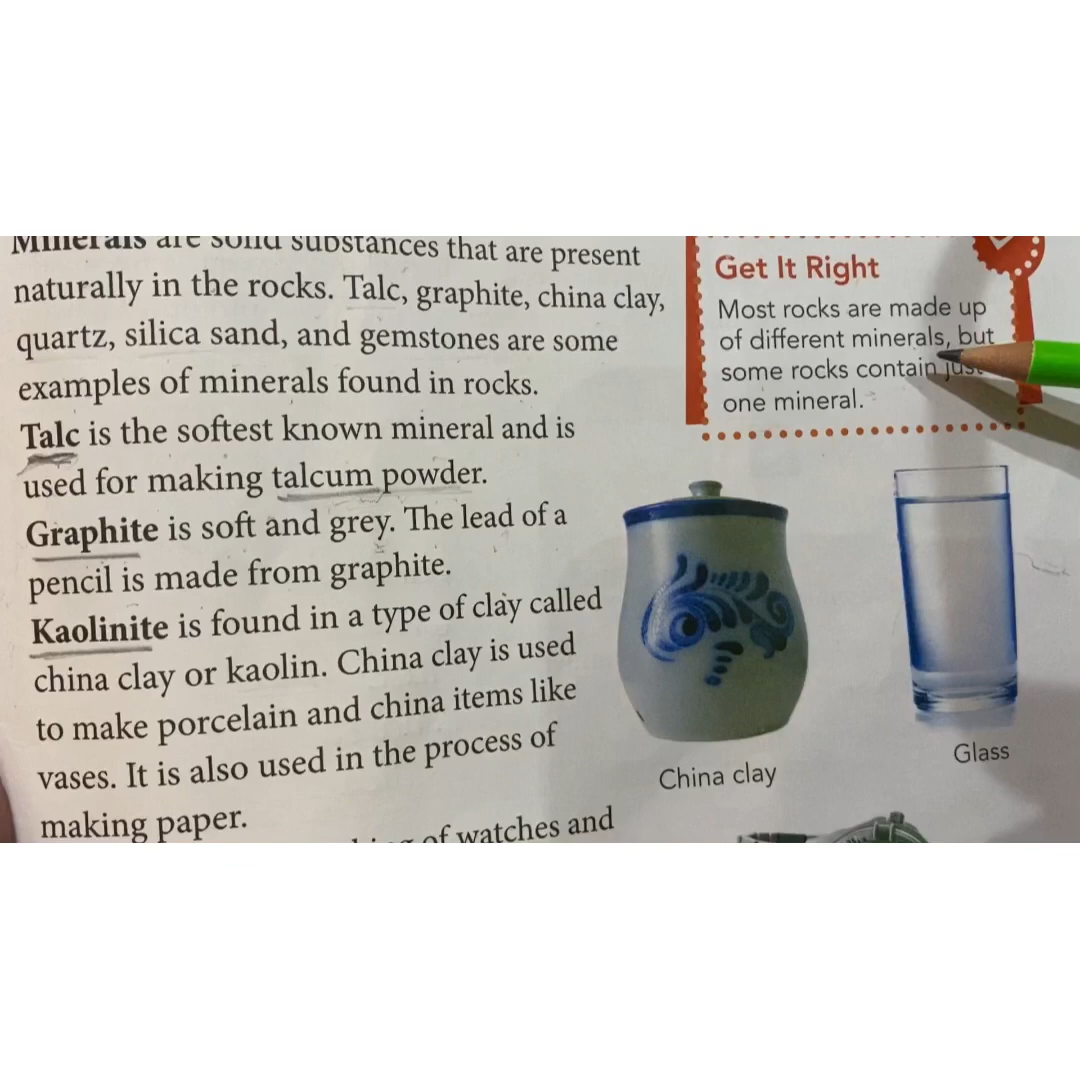 Minerals are solid substances that are present
naturally in the rocks. Talc, graphite, china clay,
quartz, silica sand, and gemstones are some
examples of minerals found in rocks.
Talc is the softest known mineral and is
used for making talcum powder.
Graphite is soft and grey. The lead of a
pencil is made from graphite.
Kaolinite is found in a type of clay called
china clay or kaolin. China clay is used
to make porcelain and china items like
vases. It is also used in the process of
making paper.
of watches and
Get It Right
Most rocks are made up
of different minerals, but
some rocks contain just
one mineral.
China clay
Glass